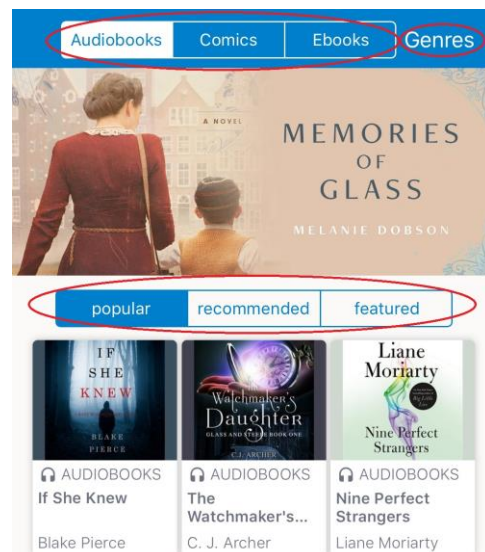 Audiobooks Comics Ebooks Genres
A NOVEL
MEMORIES
OF
GLASS
MELANIE DOBSON
popular recommended featured
IF
SHE
KNEW
BLAKE
PIERCE
The
Watchmaker's
Daughter
GLASS AND STEELE BOOK ONE
C.J. ARCHER
Liane
Moriarty
Nine Perfect
Strangers
AUDIOBOOKS AUDIOBOOKS AUDIOBOOKS
If She Knew
The
Watchmaker's...
Nine Perfect
Strangers
Blake Pierce C. J. Archer Liane Moriarty